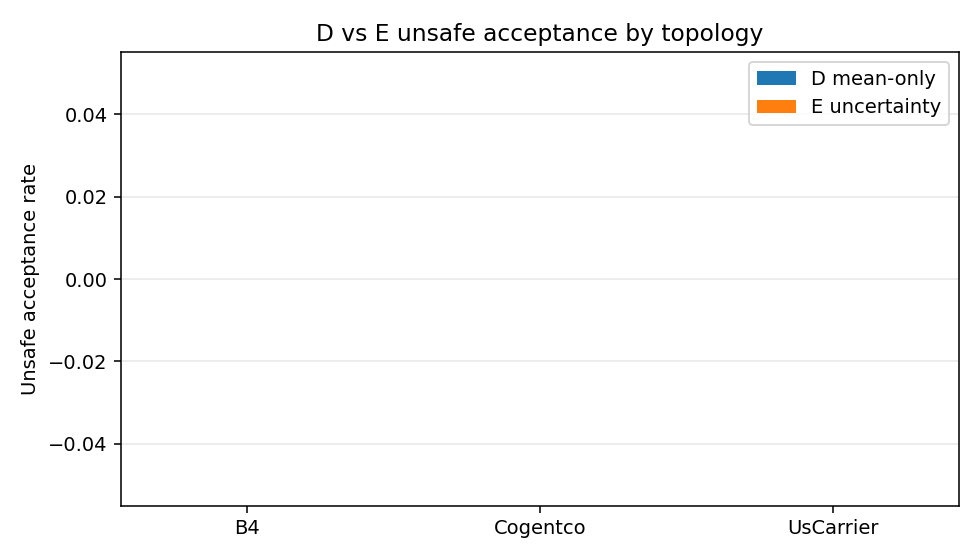 D vs E unsafe acceptance by topology
D mean-only
E uncertainty
Unsafe acceptance rate
0.04
0.02
0.00
−0.02
−0.04
B4
Cogentco
UsCarrier